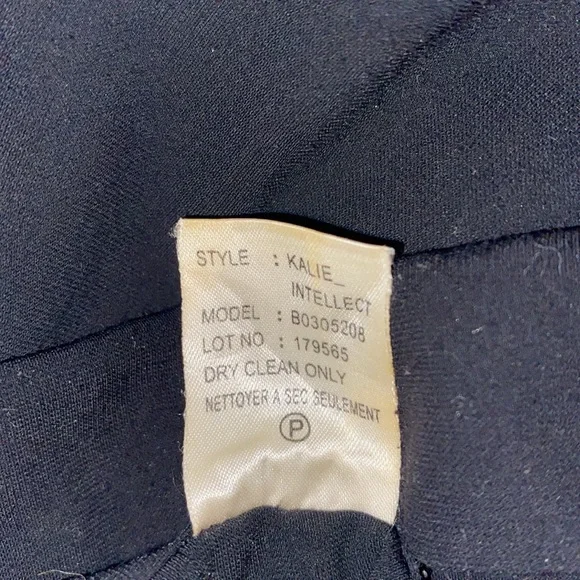 STYLE : KALIE_
INTELLECT
MODEL : B0305208
LOT NO : 179565
DRY CLEAN ONLY
NETTOYER A SEC SEULEMENT
P